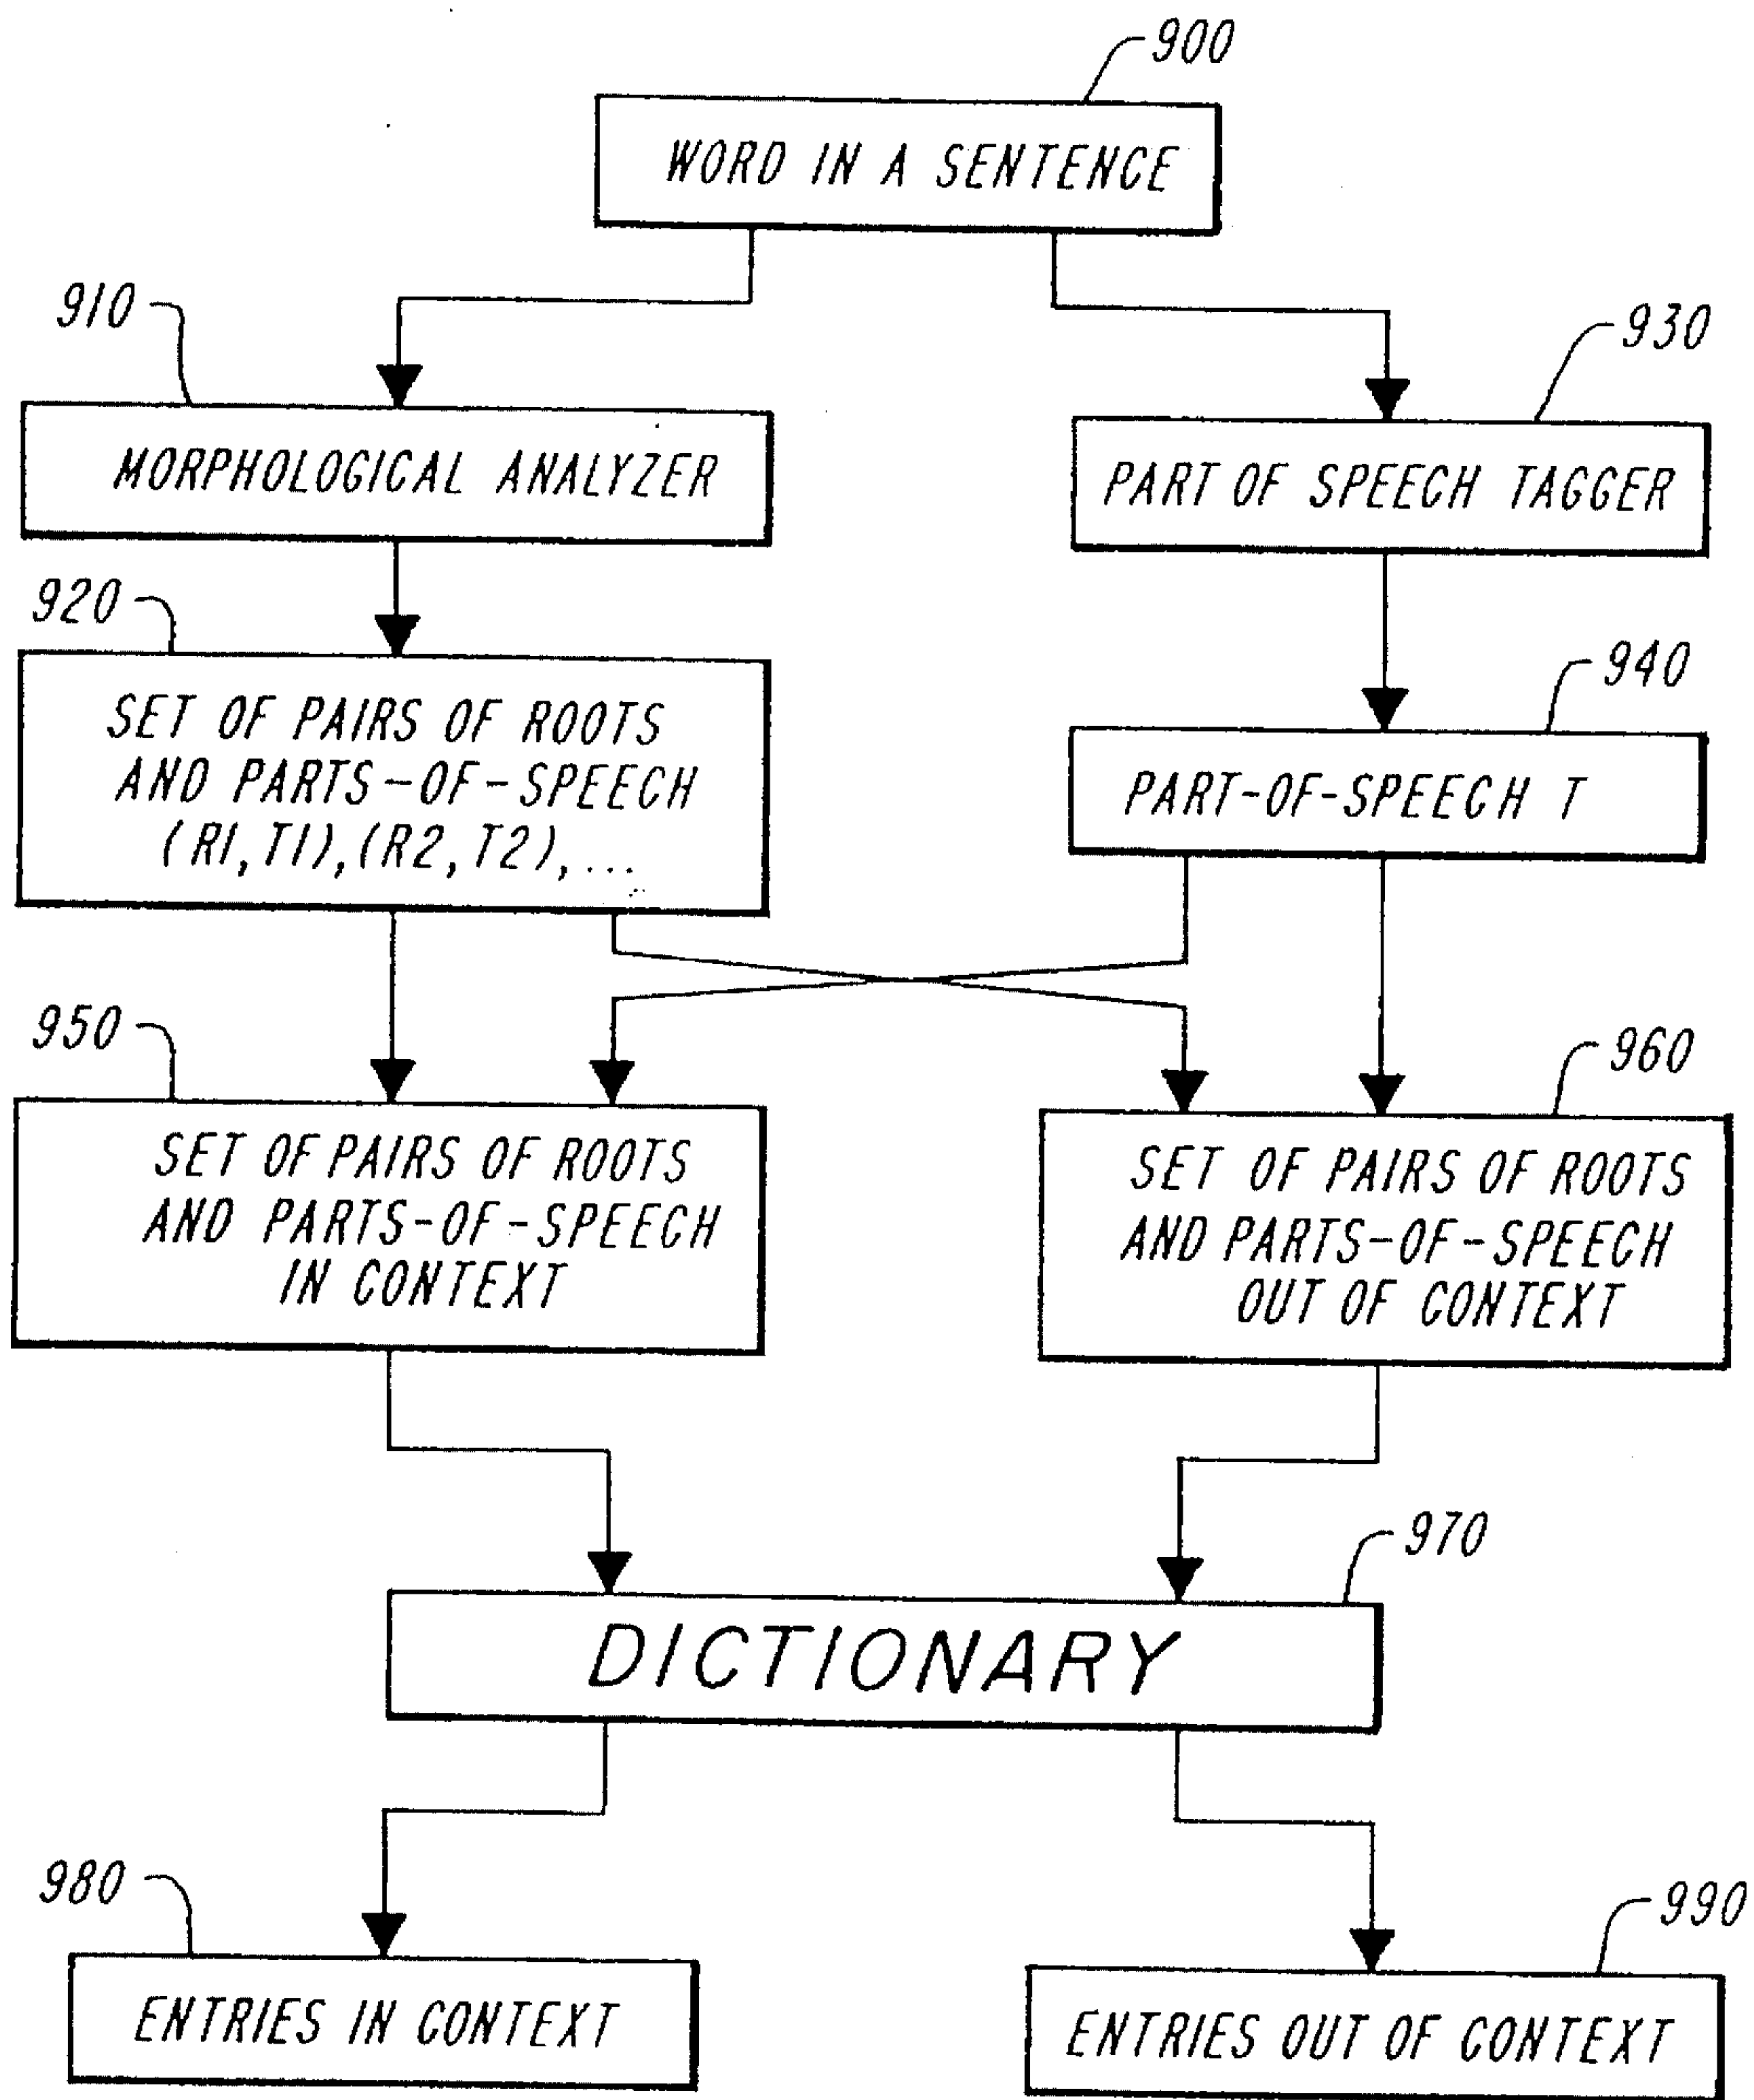 900
WORD IN A SENTENCE
910
930
MORPHOLOGICAL ANALYZER
PART OF SPEECH TAGGER
920
940
SET OF PAIRS OF ROOTS
AND PARTS-OF-SPEECH
(R1,T1),(R2,T2),...
PART-OF-SPEECH T
950
960
SET OF PAIRS OF ROOTS
AND PARTS-OF-SPEECH
IN CONTEXT
SET OF PAIRS OF ROOTS
AND PARTS-OF-SPEECH
OUT OF CONTEXT
970
DICTIONARY
980
990
ENTRIES IN CONTEXT
ENTRIES OUT OF CONTEXT